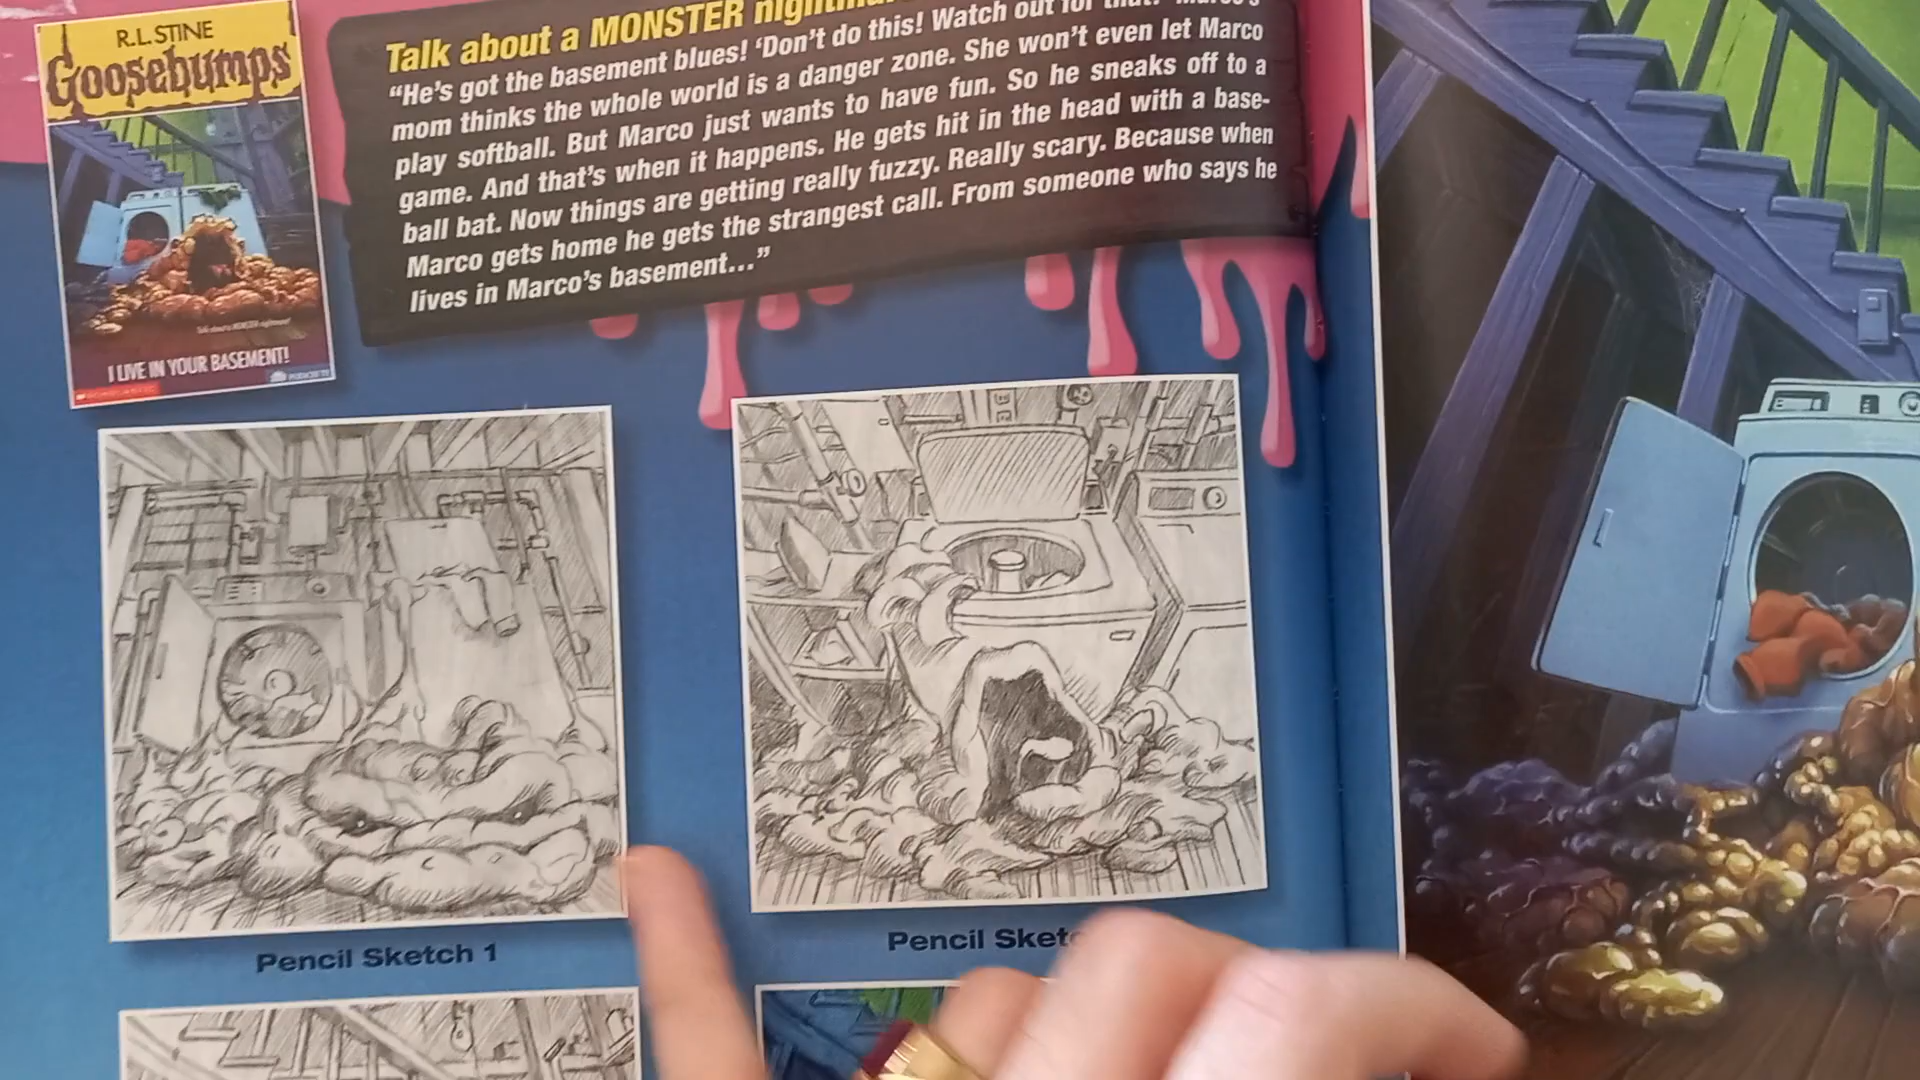 R.L. STINE
Goosebumps
I LIVE IN YOUR BASEMENT!
Talk about a MONSTER
“He’s got the basement blues! ‘Don’t do this! Watch out for
mom thinks the whole world is a danger zone. She won’t even let Marco
play softball. But Marco just wants to have fun. So he sneaks off to a
game. And that’s when it happens. He gets hit in the head with a base-
ball bat. Now things are getting really fuzzy. Really scary. Because when
Marco gets home he gets the strangest call. From someone who says he
lives in Marco’s basement...”
Pencil Sketch 1
Pencil